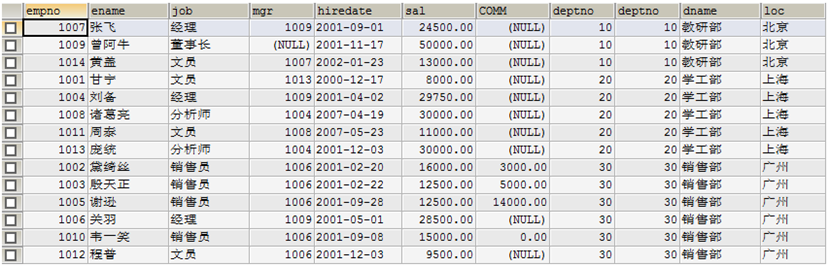 empno ename job mgr hiredate sal COMM deptno deptno dname loc
1007 张飞 经理 1009 2001-09-01 24500.00 (NULL) 10 10 教研部 北京
1009 曾阿牛 董事长 (NULL) 2001-11-17 50000.00 (NULL) 10 10 教研部 北京
1014 黄盖 文员 1007 2002-01-23 13000.00 (NULL) 10 10 教研部 北京
1001 甘宁 文员 1013 2000-12-17 8000.00 (NULL) 20 20 学工部 上海
1004 刘备 经理 1009 2001-04-02 29750.00 (NULL) 20 20 学工部 上海
1008 诸葛亮 分析师 1004 2007-04-19 30000.00 (NULL) 20 20 学工部 上海
1011 周泰 文员 1008 2007-05-23 11000.00 (NULL) 20 20 学工部 上海
1013 庞统 分析师 1004 2001-12-03 30000.00 (NULL) 20 20 学工部 上海
1002 黛绮丝 销售员 1006 2001-02-20 16000.00 3000.00 30 30 销售部 广州
1003 殷天正 销售员 1006 2001-02-22 12500.00 5000.00 30 30 销售部 广州
1005 谢逊 销售员 1006 2001-09-28 12500.00 14000.00 30 30 销售部 广州
1006 关羽 经理 1009 2001-05-01 28500.00 (NULL) 30 30 销售部 广州
1010 韦一笑 销售员 1006 2001-09-08 15000.00 0.00 30 30 销售部 广州
1012 程普 文员 1006 2001-12-03 9500.00 (NULL) 30 30 销售部 广州